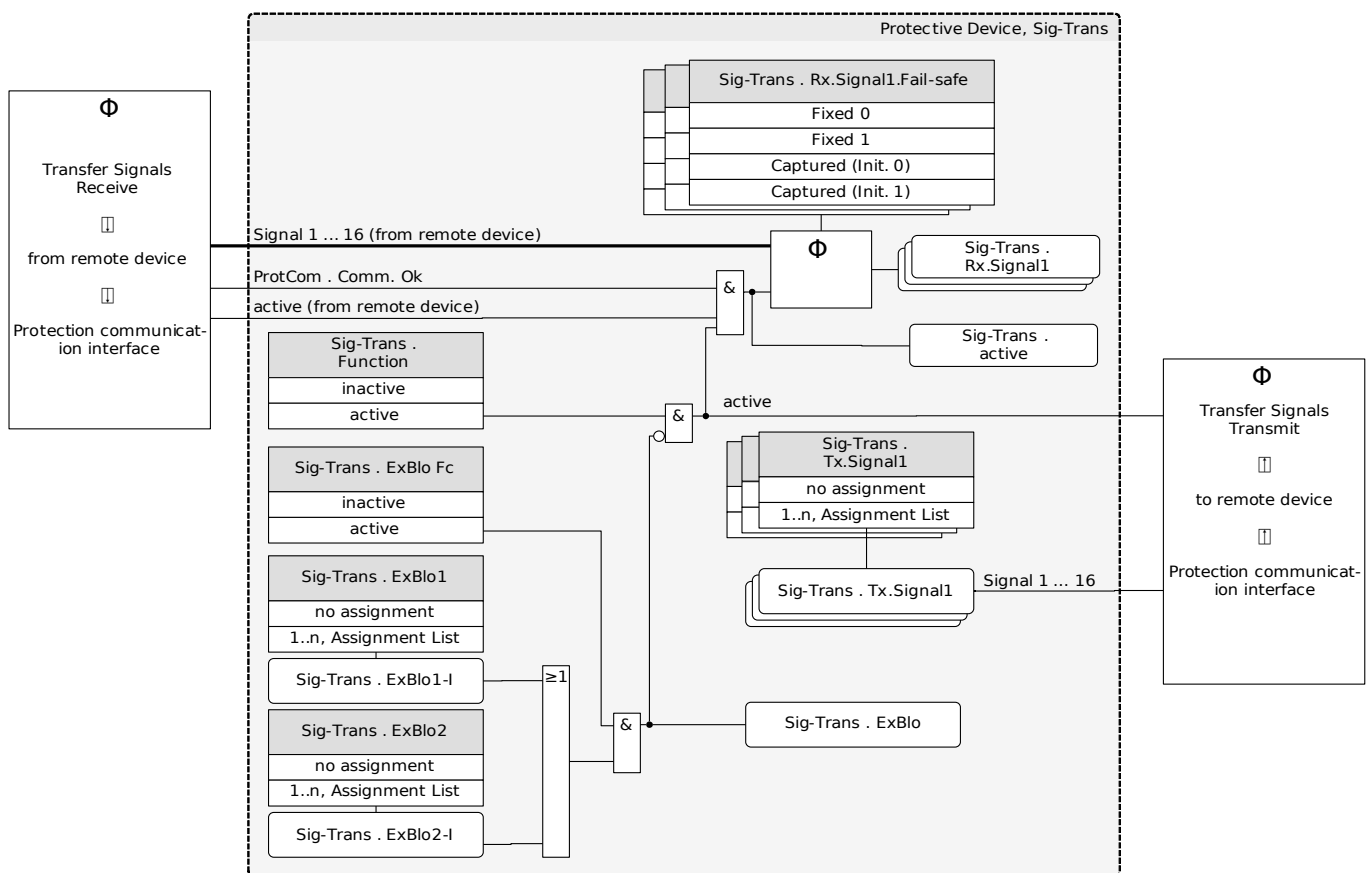 Protective Device, Sig-Trans
Φ
Transfer Signals
Receive
from remote device
Protection communicat-
ion interface
Sig-Trans . Rx.Signal1.Fail-safe
Fixed 0
Fixed 1
Captured (Init. 0)
Captured (Init. 1)
Signal 1 ... 16 (from remote device)
Φ
Sig-Trans .
Rx.Signal1
ProtCom . Comm. Ok
&
active (from remote device)
Sig-Trans .
active
Sig-Trans .
Function
inactive
active
&
active
Φ
Transfer Signals
Transmit
to remote device
Protection communicat-
ion interface
Sig-Trans . ExBlo Fc
inactive
active
Sig-Trans .
Tx.Signal1
no assignment
1..n, Assignment List
Sig-Trans . Tx.Signal1
Signal 1 ... 16
Sig-Trans . ExBlo1
no assignment
1..n, Assignment List
Sig-Trans . ExBlo1-I
≥1
&
Sig-Trans . ExBlo
Sig-Trans . ExBlo2
no assignment
1..n, Assignment List
Sig-Trans . ExBlo2-I